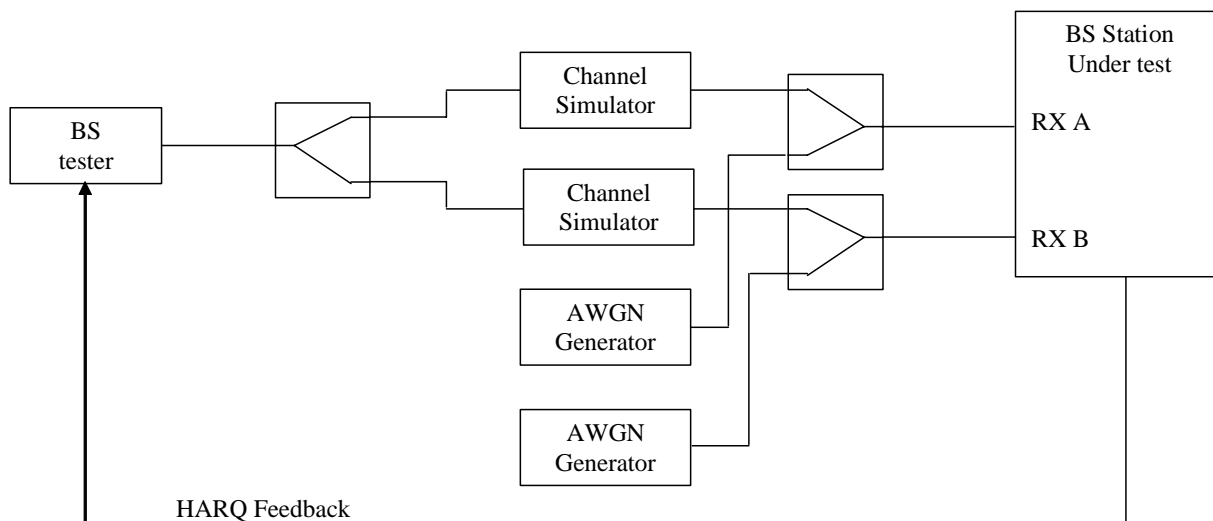 BS Station
Under test
Channel
Simulator
BS
tester
RX A
Channel
Simulator
RX B
AWGN
Generator
AWGN
Generator
HARQ Feedback